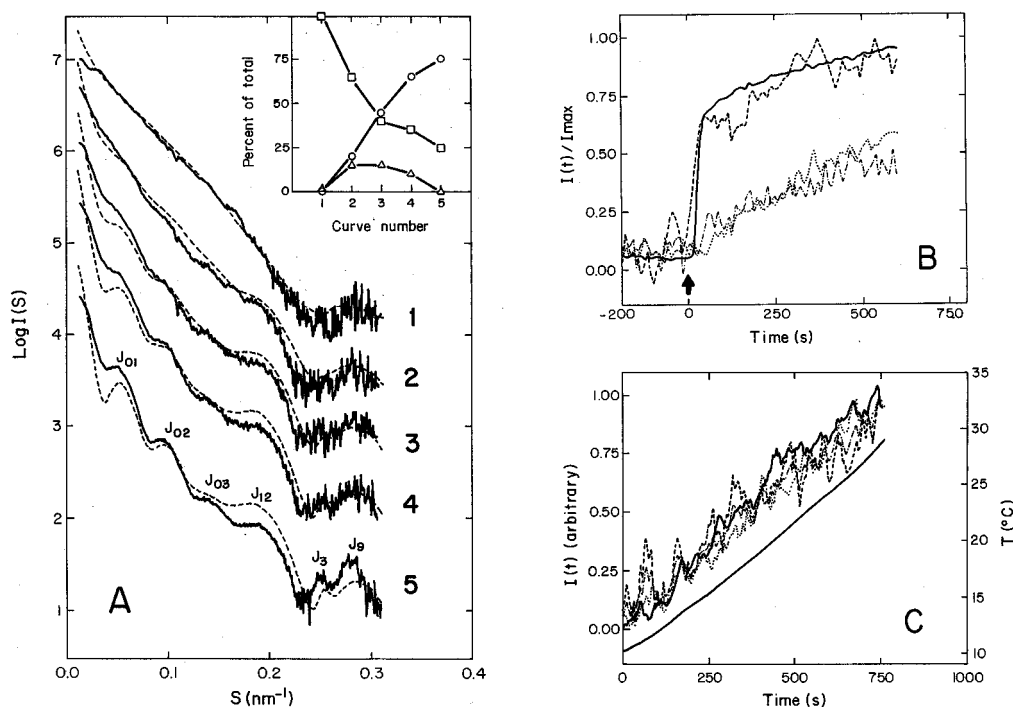 7
6
5
4
3
2
1
Log I(S)
0.0
0.1
0.2
0.3
0.4
S (nm⁻¹)
75
50
25
0
Percent of total
1 2 3 4 5
Curve number
1
2
3
4
5
J01
J02
J03
J12
J3
J9
A
1.00
0.75
0.50
0.25
0.00
I(t) / Imax
-200 0 250 500 750
Time (s)
B
1.00
0.75
0.50
0.25
0.00
I(t) (arbitrary)
35
30
25
20
15
10
T (°C)
0 250 500 750 1000
Time (s)
C